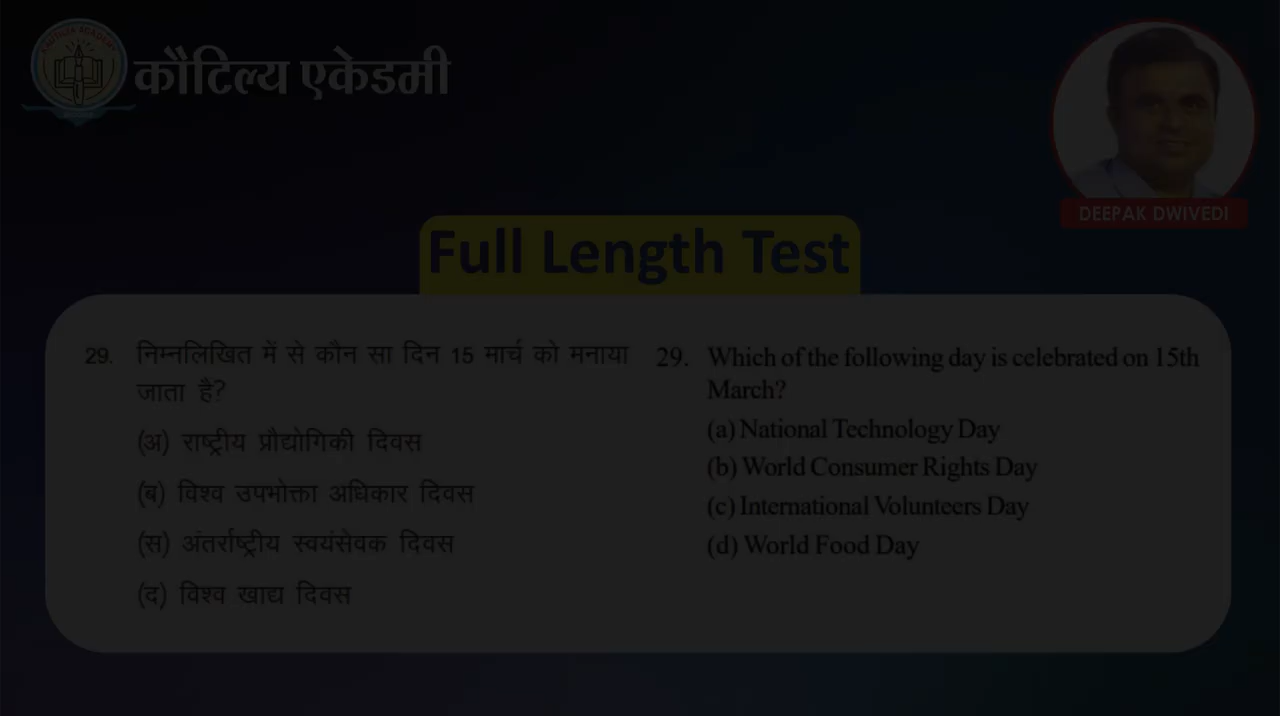 KAUTILYA ACADEMY
कौटिल्य एकेडमी
DEEPAK DWIVEDI
Full Length Test
29. निम्नलिखित में से कौन सा दिन 15 मार्च को मनाया
जाता है?
(अ) राष्ट्रीय प्रौद्योगिकी दिवस
(ब) विश्व उपभोक्ता अधिकार दिवस
(स) अंतर्राष्ट्रीय स्वयंसेवक दिवस
(द) विश्व खाद्य दिवस
29. Which of the following day is celebrated on 15th
March?
(a) National Technology Day
(b) World Consumer Rights Day
(c) International Volunteers Day
(d) World Food Day